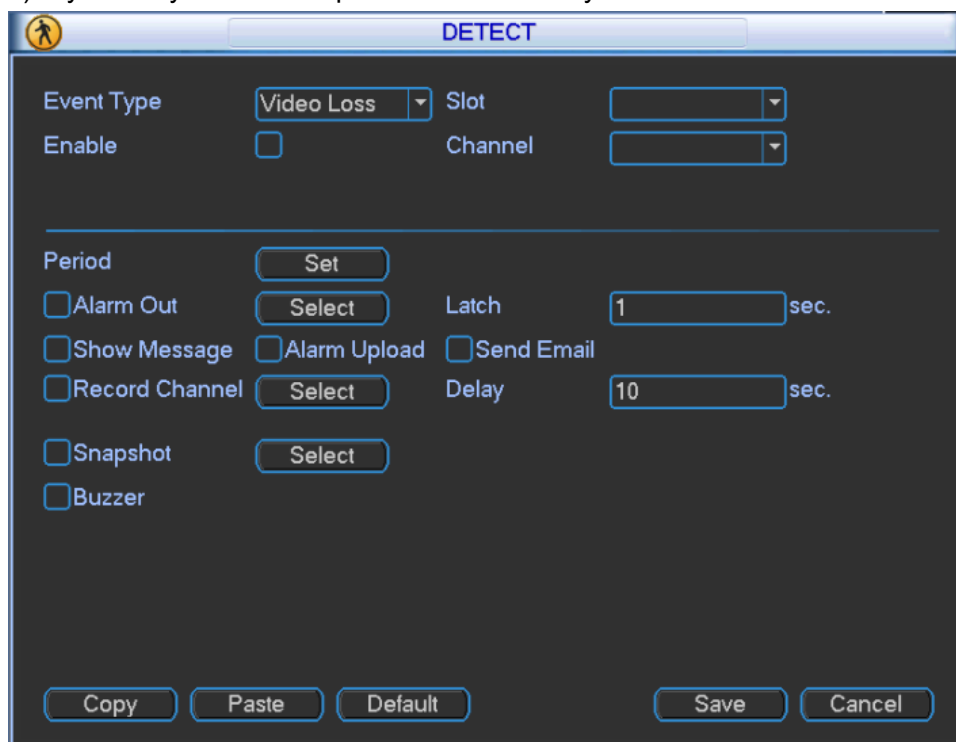 DETECT
Event Type Video Loss Slot
Enable Channel
Period Set
Alarm Out Select Latch 1 sec.
Show Message Alarm Upload Send Email
Record Channel Select Delay 10 sec.
Snapshot Select
Buzzer
Copy Paste Default Save Cancel